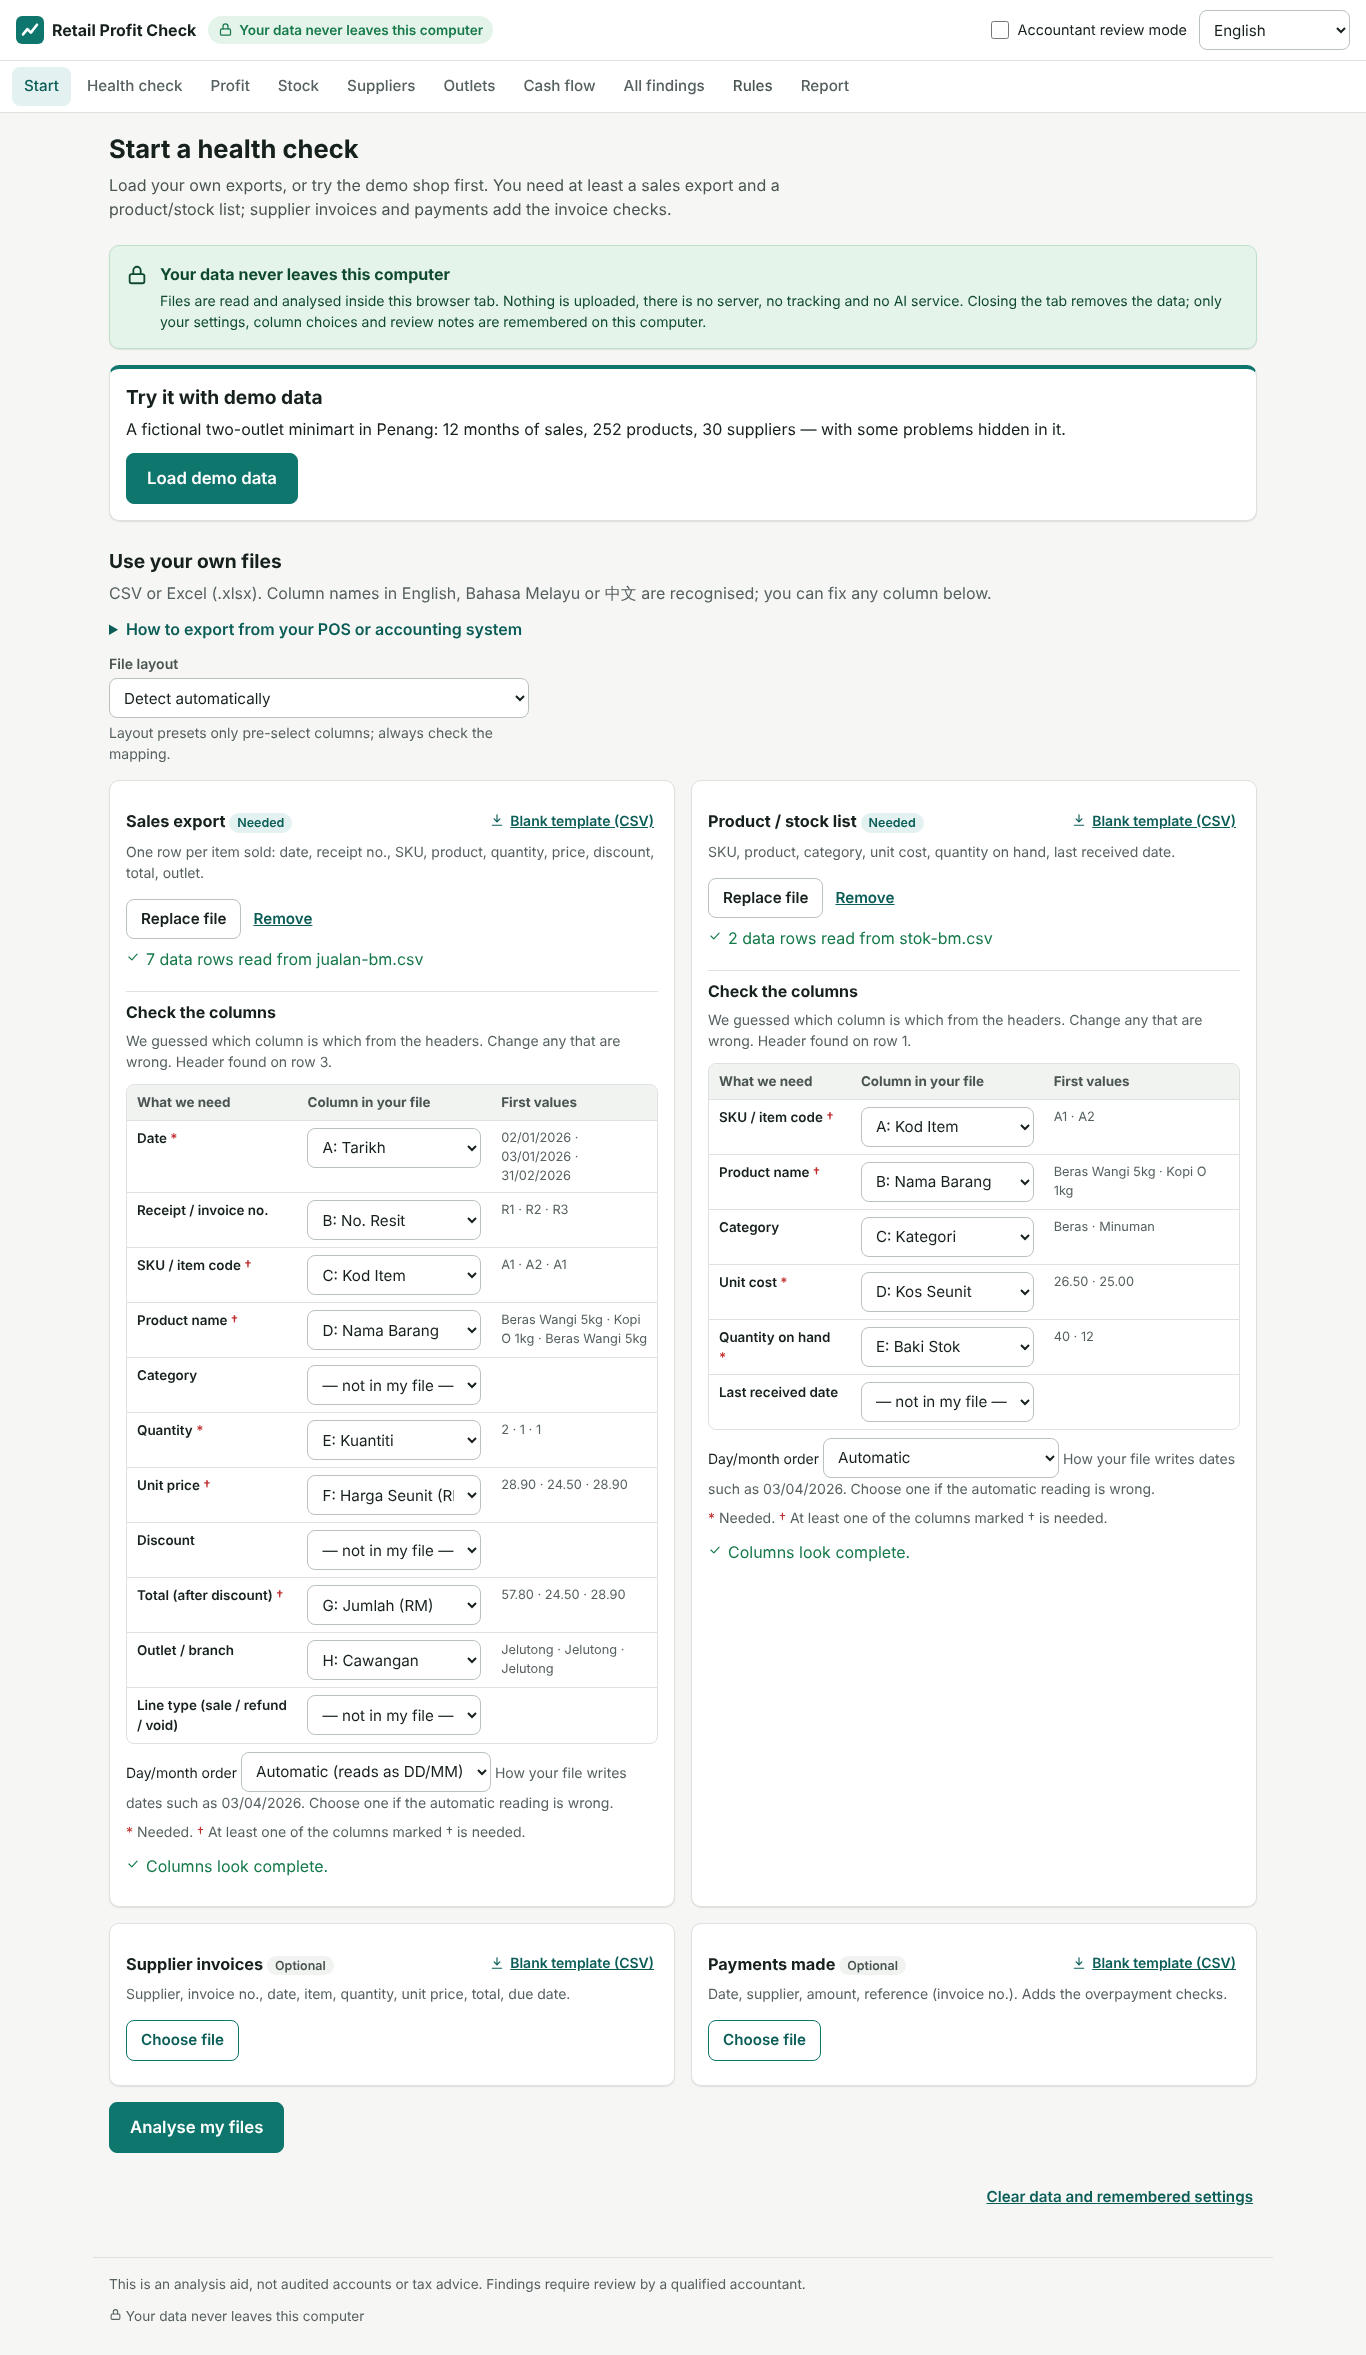 Retail Profit Check
Your data never leaves this computer
Accountant review mode
English
Start
Health check
Profit
Stock
Suppliers
Outlets
Cash flow
All findings
Rules
Report
Start a health check
Load your own exports, or try the demo shop first. You need at least a sales export and a
product/stock list; supplier invoices and payments add the invoice checks.
Your data never leaves this computer
Files are read and analysed inside this browser tab. Nothing is uploaded, there is no server, no tracking and no AI service. Closing the tab removes the data; only
your settings, column choices and review notes are remembered on this computer.
Try it with demo data
A fictional two-outlet minimart in Penang: 12 months of sales, 252 products, 30 suppliers — with some problems hidden in it.
Load demo data
Use your own files
CSV or Excel (.xlsx). Column names in English, Bahasa Melayu or 中文 are recognised; you can fix any column below.
How to export from your POS or accounting system
File layout
Detect automatically
Layout presets only pre-select columns; always check the
mapping.
Sales export Needed
Blank template (CSV)
One row per item sold: date, receipt no., SKU, product, quantity, price, discount,
total, outlet.
Replace file
Remove
7 data rows read from jualan-bm.csv
Check the columns
We guessed which column is which from the headers. Change any that are
wrong. Header found on row 3.
What we need
Column in your file
First values
Date *
A: Tarikh
02/01/2026 ·
03/01/2026 ·
31/02/2026
Receipt / invoice no.
B: No. Resit
R1 · R2 · R3
SKU / item code †
C: Kod Item
A1 · A2 · A1
Product name †
D: Nama Barang
Beras Wangi 5kg · Kopi
O 1kg · Beras Wangi 5kg
Category
— not in my file —
Quantity *
E: Kuantiti
2 · 1 · 1
Unit price †
F: Harga Seunit (RI
28.90 · 24.50 · 28.90
Discount
— not in my file —
Total (after discount) †
G: Jumlah (RM)
57.80 · 24.50 · 28.90
Outlet / branch
H: Cawangan
Jelutong · Jelutong ·
Jelutong
Line type (sale / refund
/ void)
— not in my file —
Day/month order
Automatic (reads as DD/MM)
How your file writes
dates such as 03/04/2026. Choose one if the automatic reading is wrong.
* Needed. † At least one of the columns marked † is needed.
Columns look complete.
Product / stock list Needed
Blank template (CSV)
SKU, product, category, unit cost, quantity on hand, last received date.
Replace file
Remove
2 data rows read from stok-bm.csv
Check the columns
We guessed which column is which from the headers. Change any that are
wrong. Header found on row 1.
What we need
Column in your file
First values
SKU / item code †
A: Kod Item
A1 · A2
Product name †
B: Nama Barang
Beras Wangi 5kg · Kopi O
1kg
Category
C: Kategori
Beras · Minuman
Unit cost *
D: Kos Seunit
26.50 · 25.00
Quantity on hand
*
E: Baki Stok
40 · 12
Last received date
— not in my file —
Day/month order
Automatic
How your file writes dates
such as 03/04/2026. Choose one if the automatic reading is wrong.
* Needed. † At least one of the columns marked † is needed.
Columns look complete.
Supplier invoices Optional
Blank template (CSV)
Supplier, invoice no., date, item, quantity, unit price, total, due date.
Choose file
Payments made Optional
Blank template (CSV)
Date, supplier, amount, reference (invoice no.). Adds the overpayment checks.
Choose file
Analyse my files
Clear data and remembered settings
This is an analysis aid, not audited accounts or tax advice. Findings require review by a qualified accountant.
Your data never leaves this computer